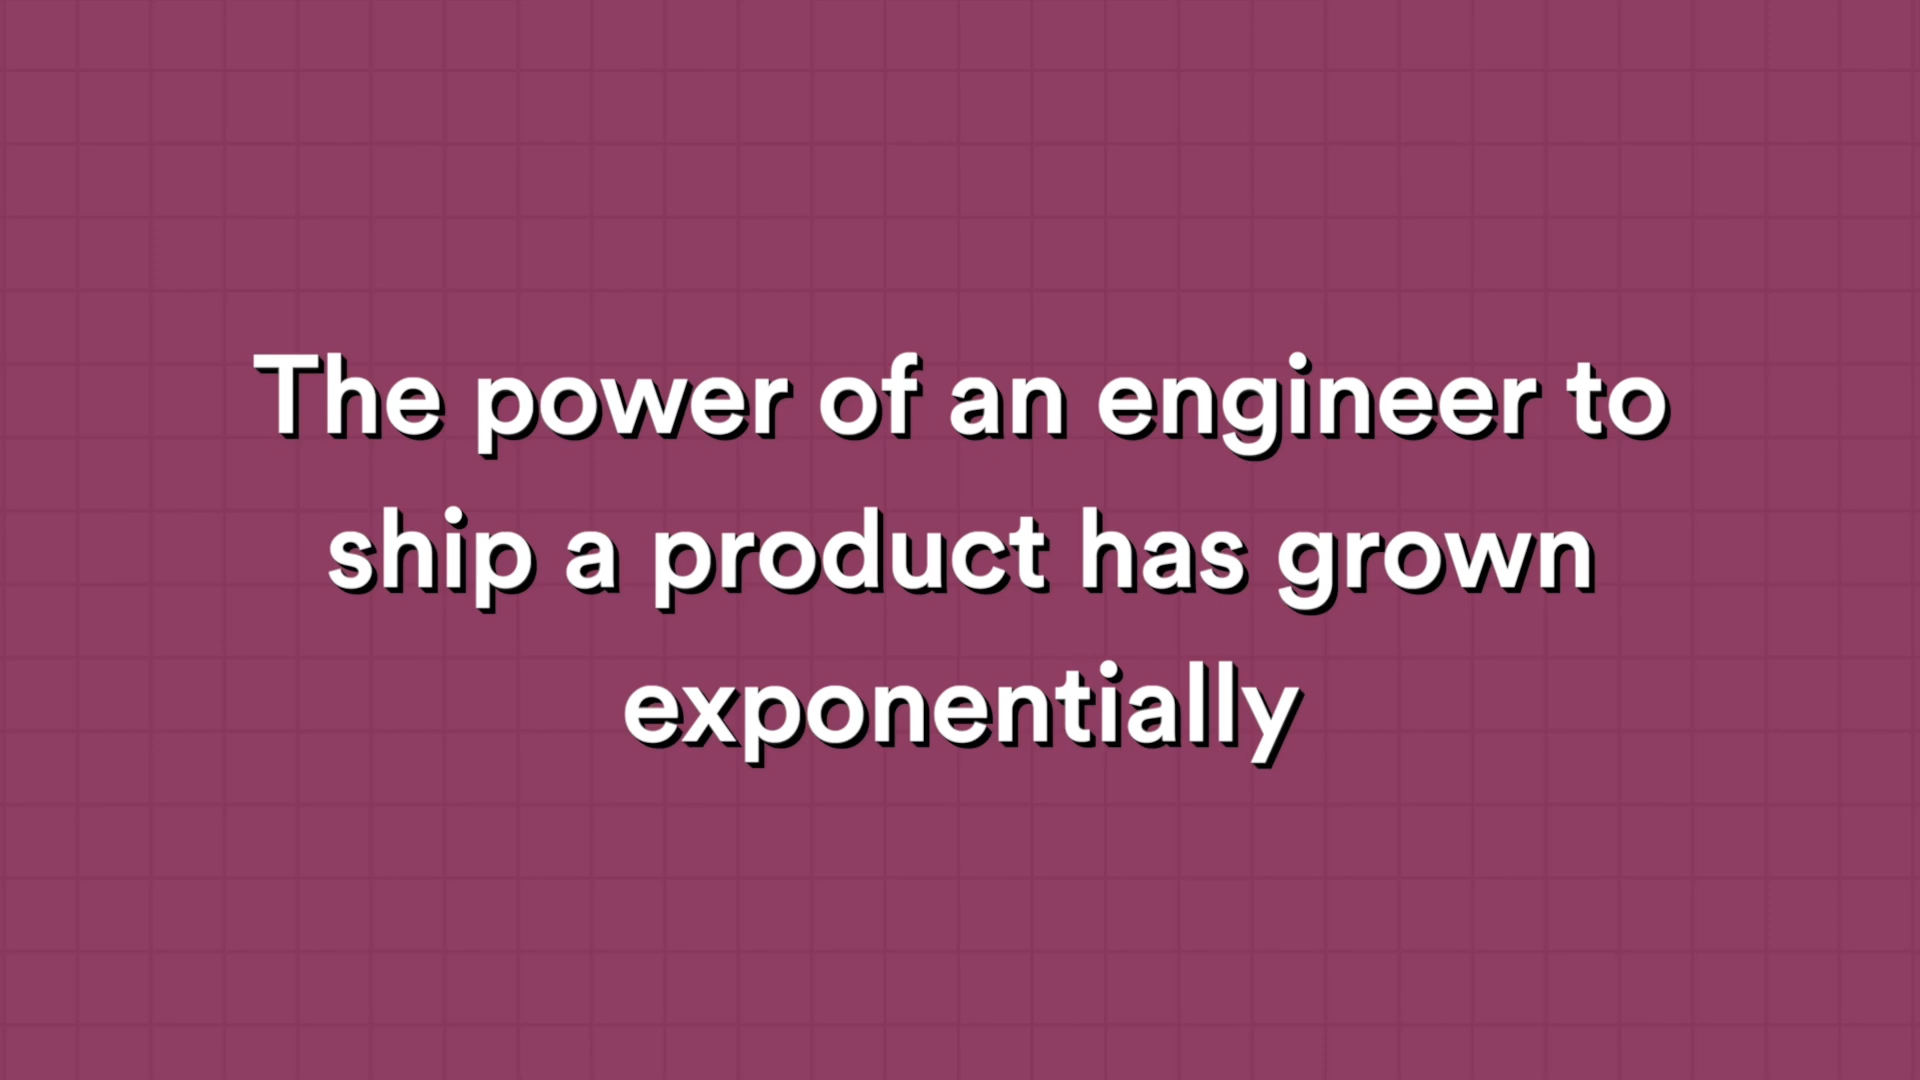 The power of an engineer to
ship a product has grown
exponentially